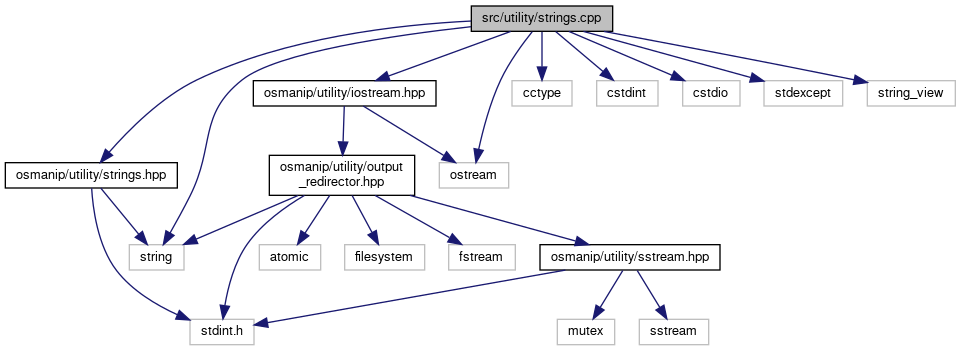 src/utility/strings.cpp
osmanip/utility/iostream.hpp
cctype
cstdint
cstdio
stdexcept
string_view
osmanip/utility/strings.hpp
osmanip/utility/output
_redirector.hpp
ostream
string
atomic
filesystem
fstream
osmanip/utility/sstream.hpp
stdint.h
mutex
sstream